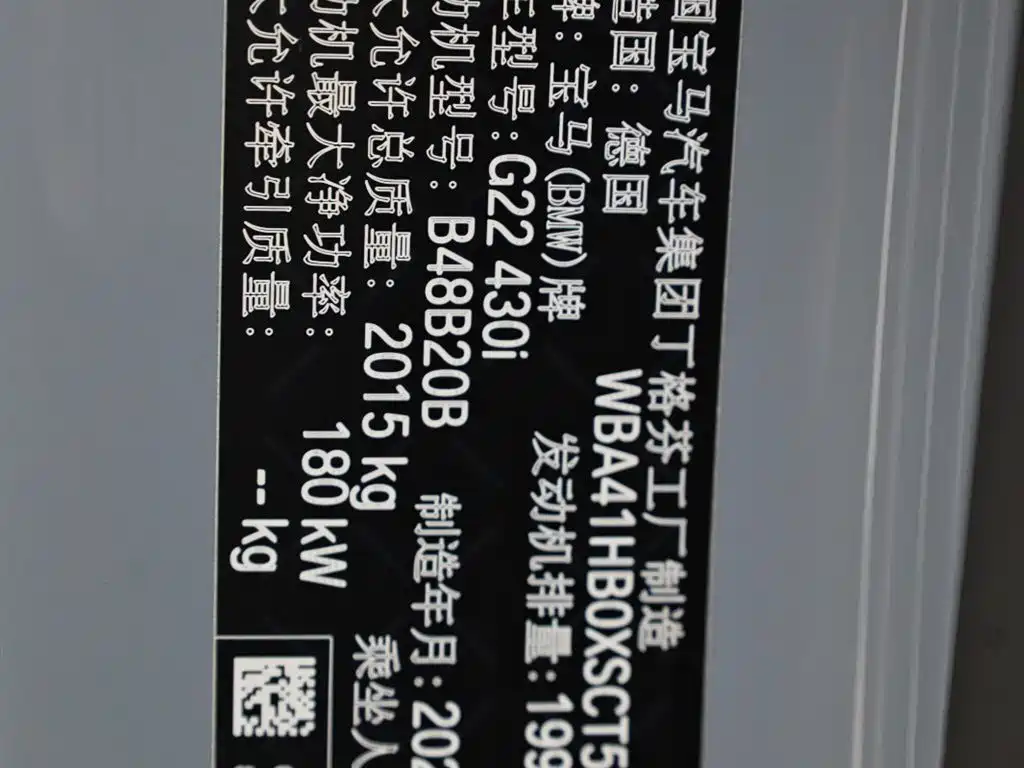 国宝马汽车集团丁格芬工厂制造
造国: 德国 WBA41HB0XSCT5
牌: 宝马(BMW)牌 发动机排量: 199
车型号: G22 430i
动机型号: B48B20B 制造年月: 202
大允许总质量: 2015 kg 乘坐人
动机最大净功率: 180 kW
大允许牵引质量: -- kg